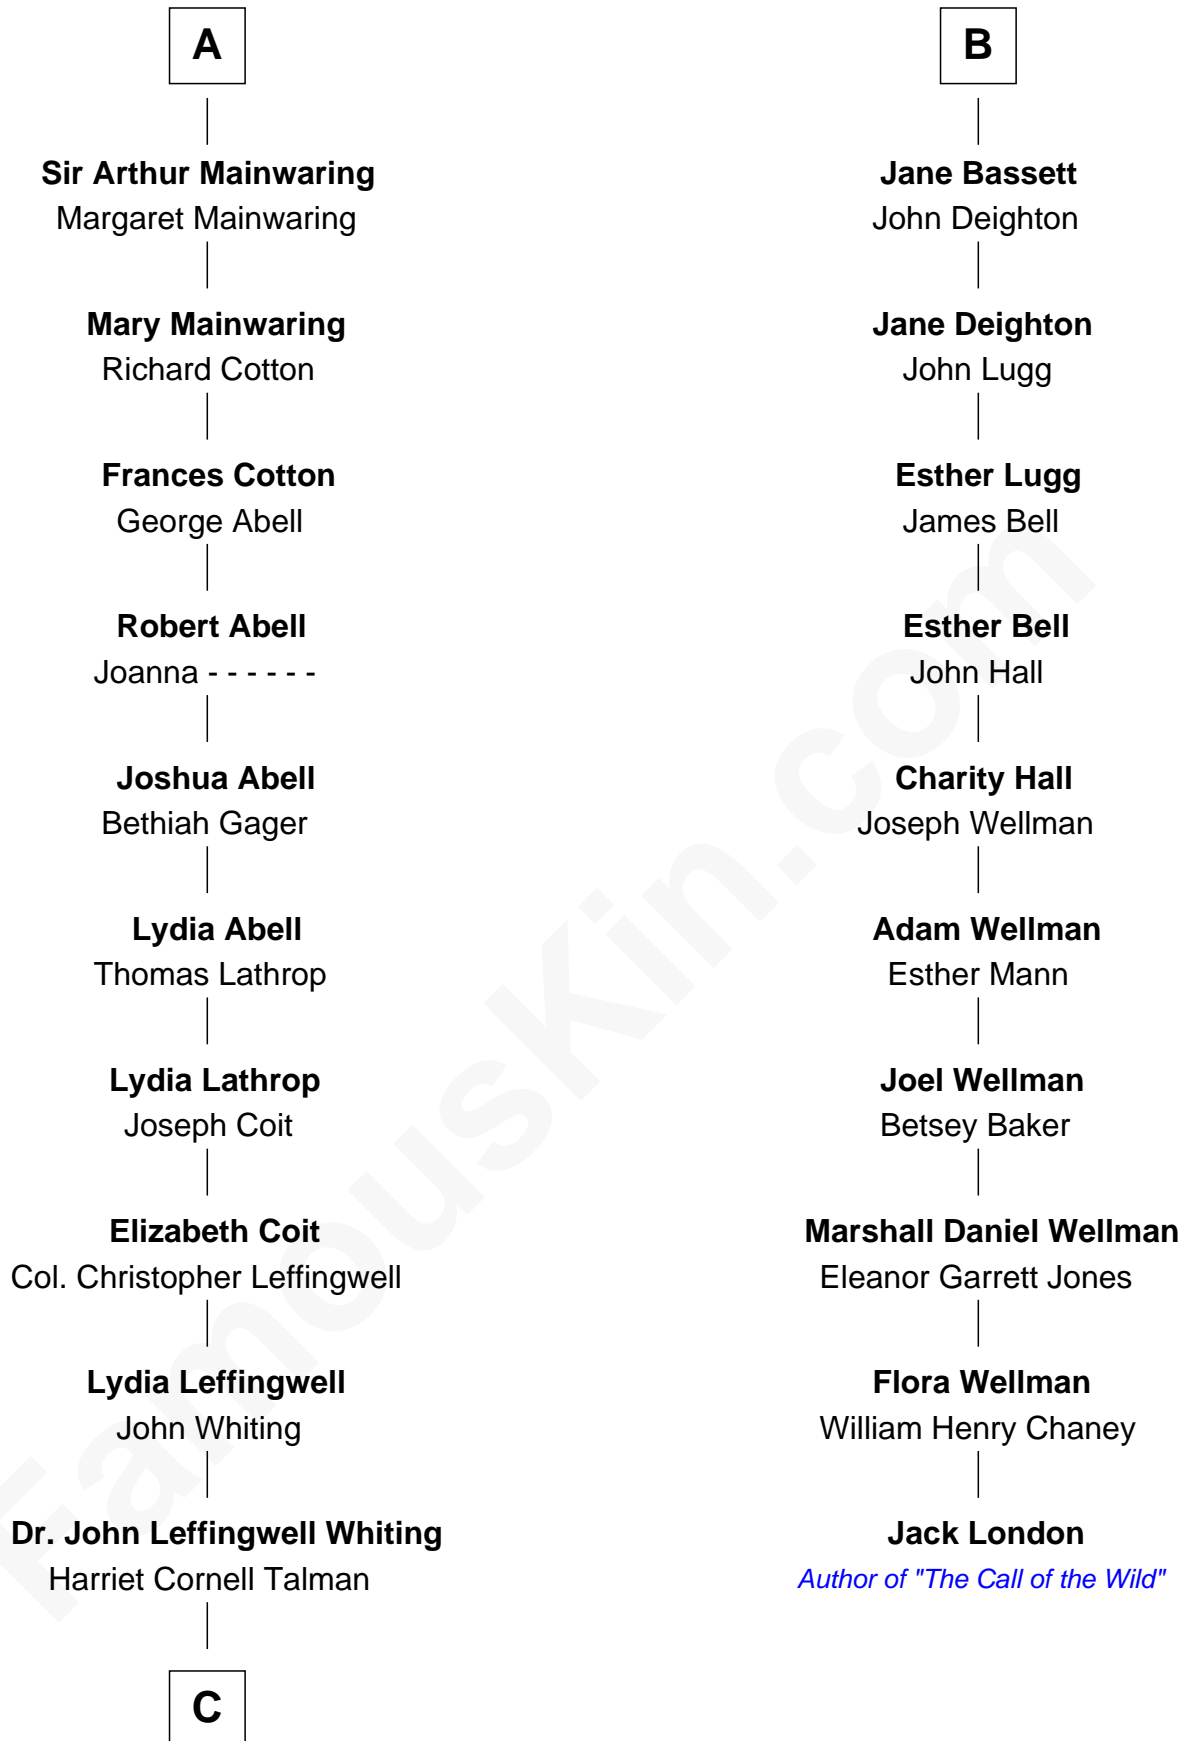 A
Sir Arthur Mainwaring
Margaret Mainwaring
Mary Mainwaring
Richard Cotton
Frances Cotton
George Abell
Robert Abell
Joanna - - - - - -
Joshua Abell
Bethiah Gager
Lydia Abell
Thomas Lathrop
Lydia Lathrop
Joseph Coit
Elizabeth Coit
Col. Christopher Leffingwell
Lydia Leffingwell
John Whiting
Dr. John Leffingwell Whiting
Harriet Cornell Talman
C
B
Jane Bassett
John Deighton
Jane Deighton
John Lugg
Esther Lugg
James Bell
Esther Bell
John Hall
Charity Hall
Joseph Wellman
Adam Wellman
Esther Mann
Joel Wellman
Betsey Baker
Marshall Daniel Wellman
Eleanor Garrett Jones
Flora Wellman
William Henry Chaney
Jack London
Author of "The Call of the Wild"
FamousKin.com